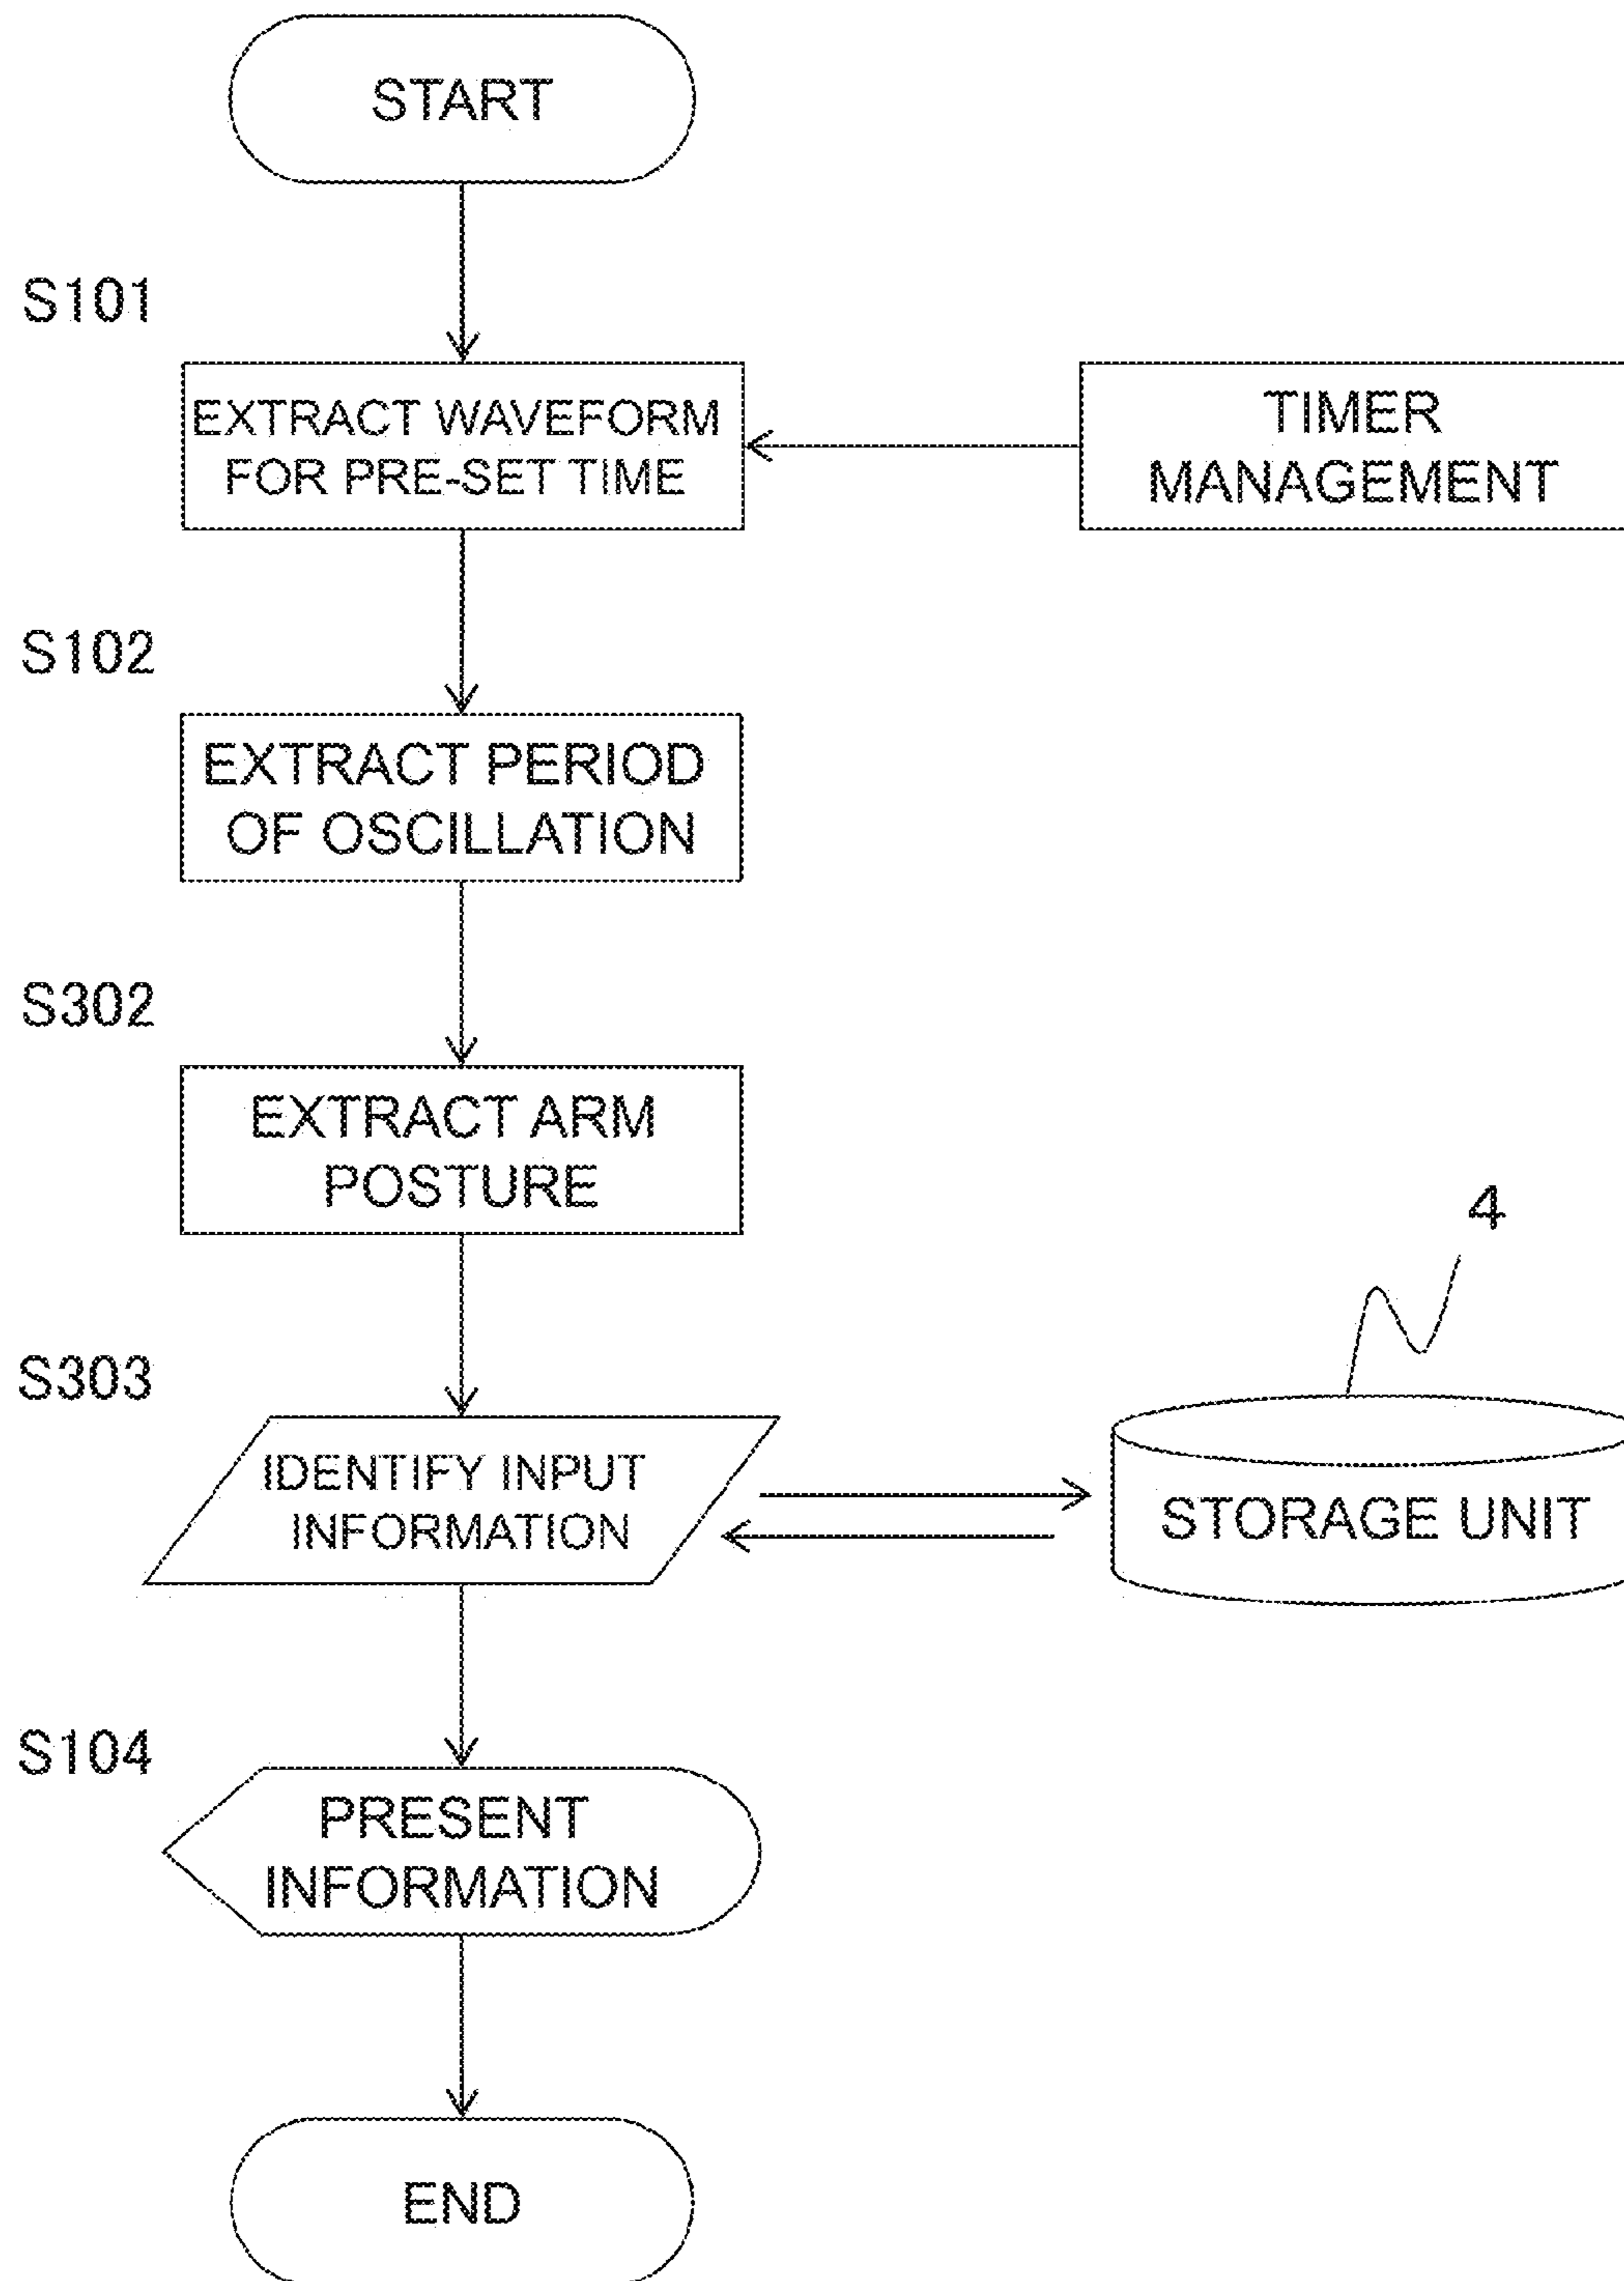 START
S101
EXTRACT WAVEFORM
FOR PRE-SET TIME
TIMER
MANAGEMENT
S102
EXTRACT PERIOD
OF OSCILLATION
S302
EXTRACT ARM
POSTURE
4
S303
IDENTIFY INPUT
INFORMATION
STORAGE UNIT
S104
PRESENT
INFORMATION
END